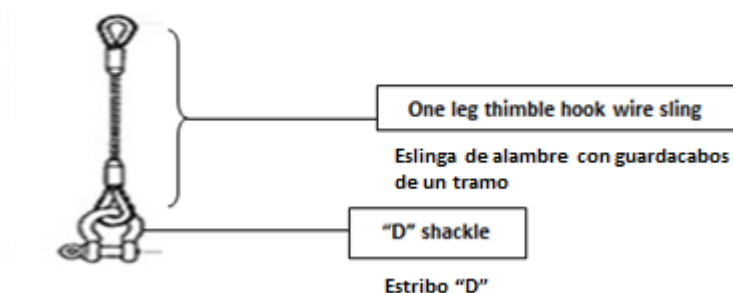 One leg thimble hook wire sling
Eslinga de alambre con guardacabos
de un tramo
“D” shackle
Estribo “D”